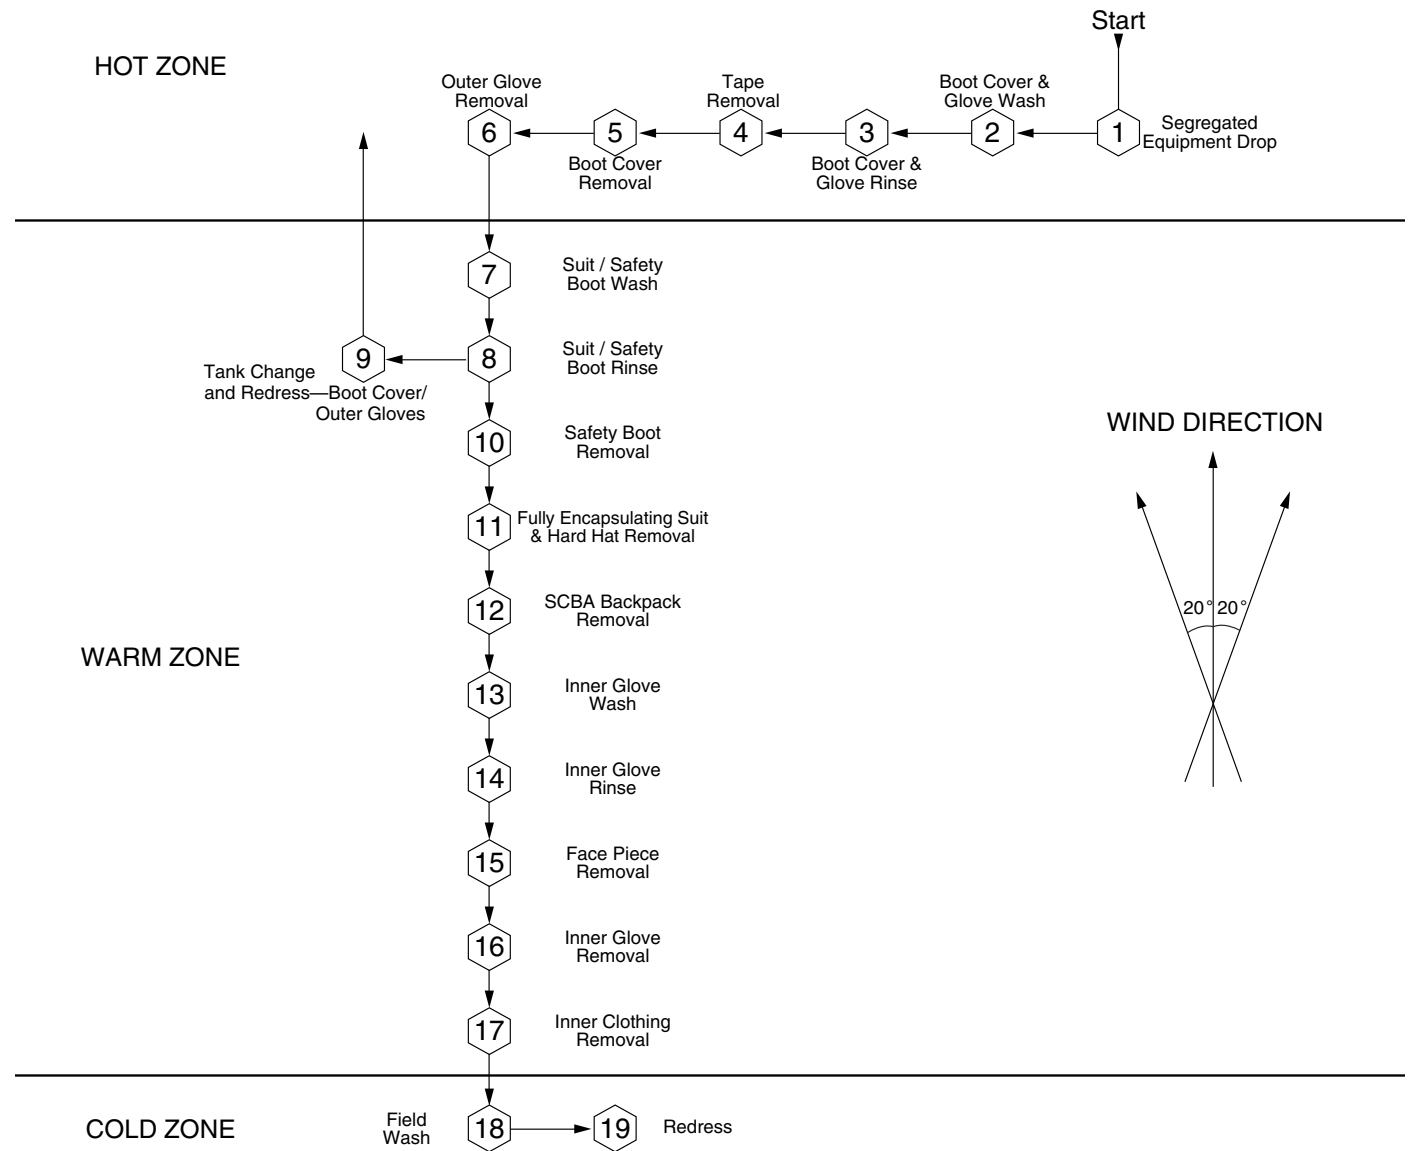 Start
HOT ZONE
Outer Glove
Removal
6
5
Boot Cover
Removal
Tape
Removal
4
3
Boot Cover &
Glove Rinse
Boot Cover &
Glove Wash
2
1
Segregated
Equipment Drop
7
Suit / Safety
Boot Wash
8
Suit / Safety
Boot Rinse
9
Tank Change
and Redress—Boot Cover/
Outer Gloves
10
Safety Boot
Removal
11
Fully Encapsulating Suit
& Hard Hat Removal
12
SCBA Backpack
Removal
WARM ZONE
13
Inner Glove
Wash
14
Inner Glove
Rinse
15
Face Piece
Removal
16
Inner Glove
Removal
17
Inner Clothing
Removal
WIND DIRECTION
20° 20°
COLD ZONE
Field
Wash
18
19
Redress